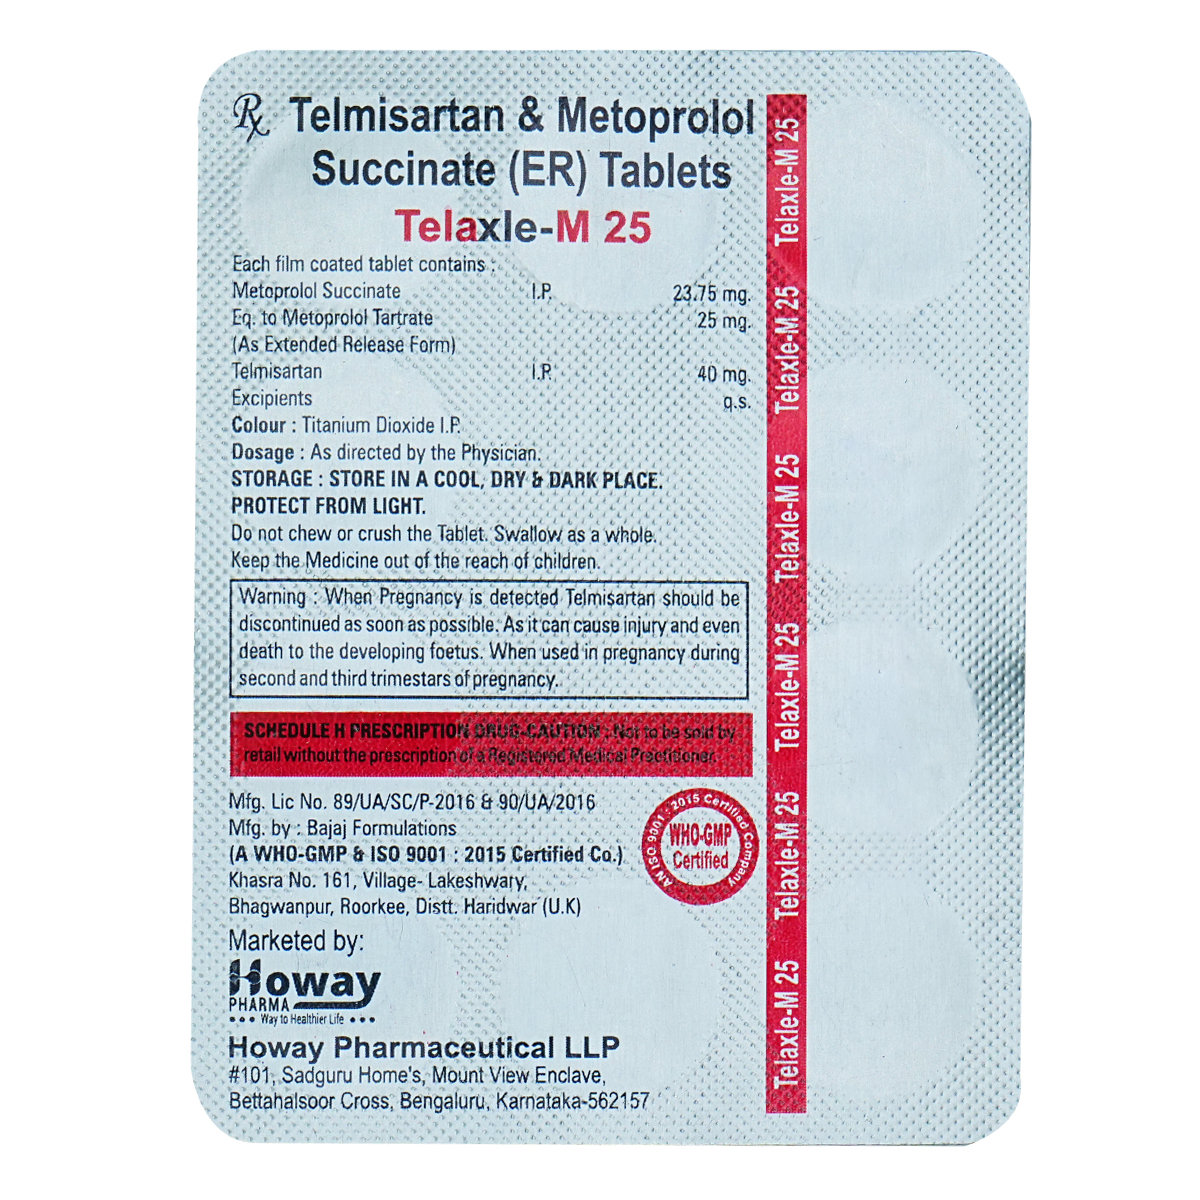 Rx Telmisartan & Metoprolol
Succinate (ER) Tablets
Telaxle-M 25
Each film coated tablet contains :
Metoprolol Succinate I.P. 23.75 mg.
Eq. to Metoprolol Tartrate 25 mg.
(As Extended Release Form)
Telmisartan I.P. 40 mg.
Excipients q.s.
Colour : Titanium Dioxide I.P.
Dosage : As directed by the Physician.
STORAGE : STORE IN A COOL, DRY & DARK PLACE.
PROTECT FROM LIGHT.
Do not chew or crush the Tablet. Swallow as a whole.
Keep the Medicine out of the reach of children.
Warning : When Pregnancy is detected Telmisartan should be
discontinued as soon as possible. As it can cause injury and even
death to the developing foetus. When used in pregnancy during
second and third trimestars of pregnancy.
SCHEDULE H PRESCRIPTION DRUG-CAUTION : Not to be sold by
retail without the prescription of a Registered Medical Practitioner.
Mfg. Lic No. 89/UA/SC/P-2016 & 90/UA/2016
Mfg. by : Bajaj Formulations
(A WHO-GMP & ISO 9001 : 2015 Certified Co.)
Khasra No. 161, Village- Lakeshwary,
Bhagwanpur, Roorkee, Distt. Haridwar (U.K)
AN ISO 9001 : 2015 Certified Company
WHO-GMP
Certified
Marketed by:
Howay
PHARMA
Way to Healthier Life
Howay Pharmaceutical LLP
#101, Sadguru Home's, Mount View Enclave,
Bettahalsoor Cross, Bengaluru, Karnataka-562157
Telaxle-M 25
Telaxle-M 25
Telaxle-M 25
Telaxle-M 25
Telaxle-M 25
Telaxle-M 25